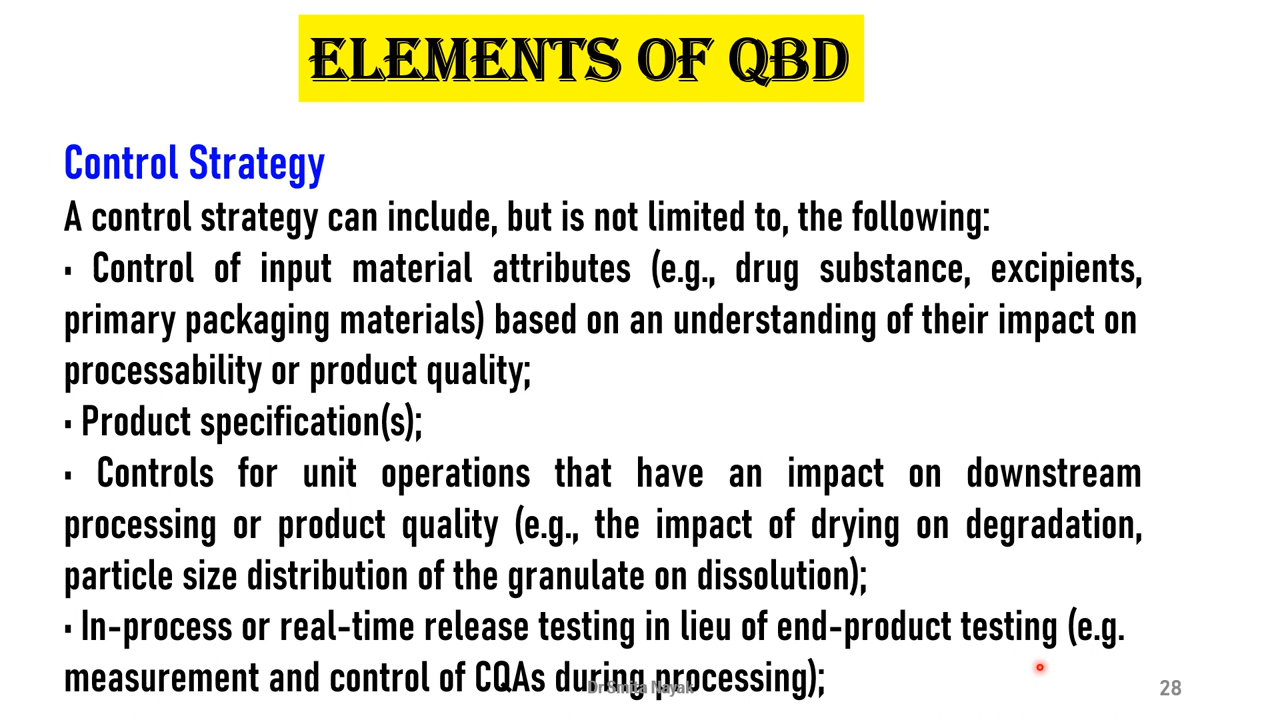 ELEMENTS OF QBD
Control Strategy
A control strategy can include, but is not limited to, the following:
▪ Control of input material attributes (e.g., drug substance, excipients,
primary packaging materials) based on an understanding of their impact on
processability or product quality;
▪ Product specification(s);
▪ Controls for unit operations that have an impact on downstream
processing or product quality (e.g., the impact of drying on degradation,
particle size distribution of the granulate on dissolution);
▪ In-process or real-time release testing in lieu of end-product testing (e.g.
measurement and control of CQAs during processing);
Dr Smita Nayak
28